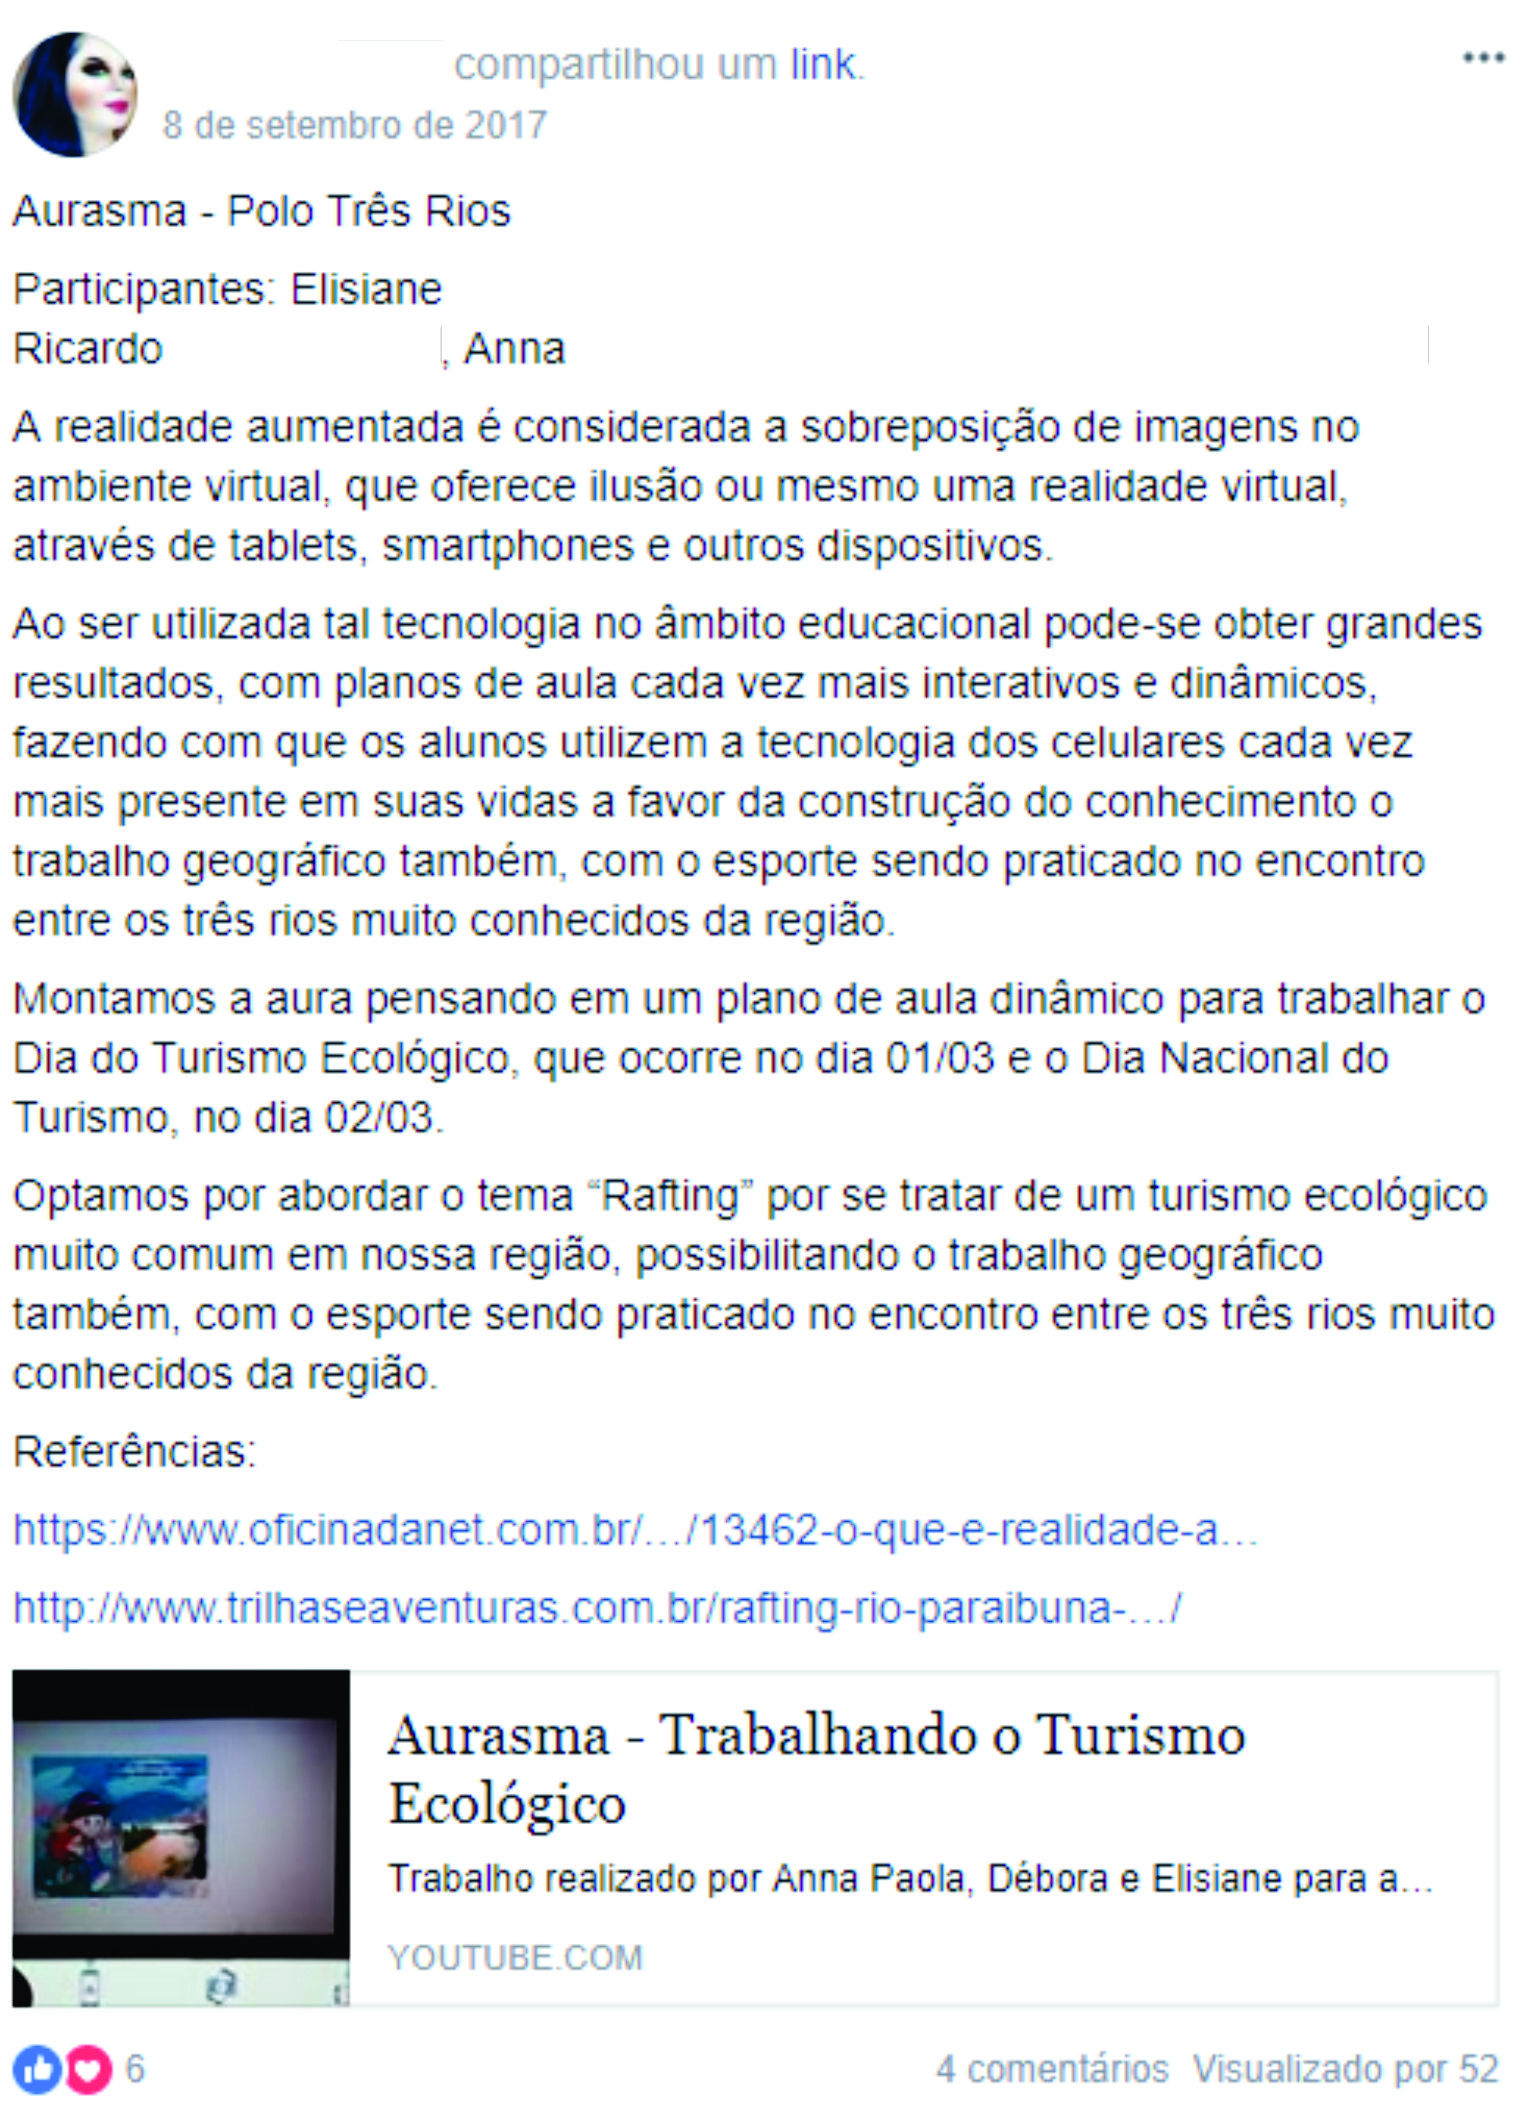 compartilhou um link.
8 de setembro de 2017
Aurasma - Polo Três Rios
Participantes: Elisiane
Ricardo , Anna
A realidade aumentada é considerada a sobreposição de imagens no
ambiente virtual, que oferece ilusão ou mesmo uma realidade virtual,
através de tablets, smartphones e outros dispositivos.
Ao ser utilizada tal tecnologia no âmbito educacional pode-se obter grandes
resultados, com planos de aula cada vez mais interativos e dinâmicos,
fazendo com que os alunos utilizem a tecnologia dos celulares cada vez
mais presente em suas vidas a favor da construção do conhecimento o
trabalho geográfico também, com o esporte sendo praticado no encontro
entre os três rios muito conhecidos da região.
Montamos a aura pensando em um plano de aula dinâmico para trabalhar o
Dia do Turismo Ecológico, que ocorre no dia 01/03 e o Dia Nacional do
Turismo, no dia 02/03.
Optamos por abordar o tema “Rafting” por se tratar de um turismo ecológico
muito comum em nossa região, possibilitando o trabalho geográfico
também, com o esporte sendo praticado no encontro entre os três rios muito
conhecidos da região.
Referências:
https://www.oficinadanet.com.br/.../13462-o-que-e-realidade-a...
http://www.trilhaseaventuras.com.br/rafting-rio-paraibuna-.../
Aurasma - Trabalhando o Turismo
Ecológico
Trabalho realizado por Anna Paola, Débora e Elisiane para a...
YOUTUBE.COM
6
4 comentários Visualizado por 52